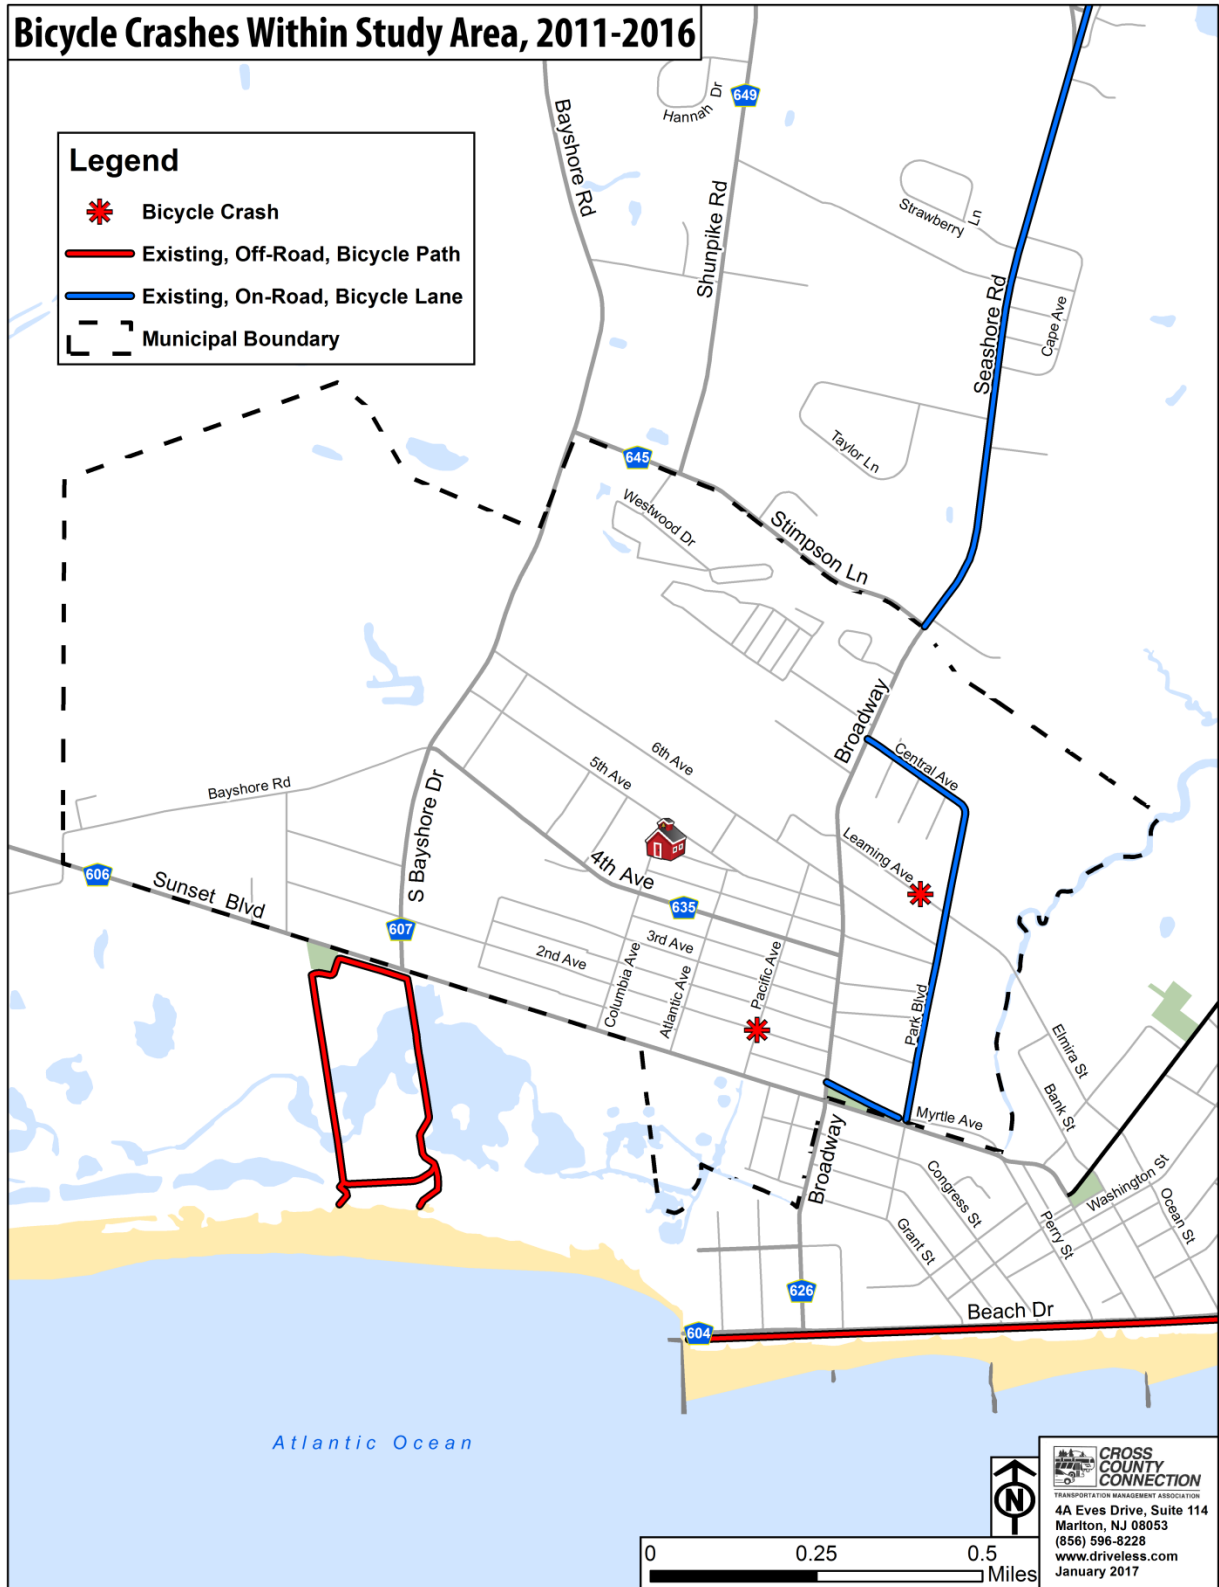 Bicycle Crashes Within Study Area, 2011-2016
Legend
Bicycle Crash
Existing, Off-Road, Bicycle Path
Existing, On-Road, Bicycle Lane
Municipal Boundary
Bayshore Rd
Hannah Dr
649
Shunpike Rd
Strawberry Ln
Seashore Rd
Cape Ave
Taylor Ln
645
Westwood Dr
Stimpson Ln
Broadway
Central Ave
6th Ave
5th Ave
Bayshore Rd
S Bayshore Dr
Leaming Ave
4th Ave
606
Sunset Blvd
635
607
3rd Ave
2nd Ave
Columbia Ave
Atlantic Ave
Pacific Ave
Park Blvd
Elmira St
Bank St
Myrtle Ave
Broadway
Washington St
Congress St
Grant St
Perry St
Ocean St
626
Beach Dr
604
Atlantic Ocean
N
0 0.25 0.5
Miles
CROSS
COUNTY
CONNECTION
TRANSPORTATION MANAGEMENT ASSOCIATION
4A Eves Drive, Suite 114
Marlton, NJ 08053
(856) 596-8228
www.driveless.com
January 2017